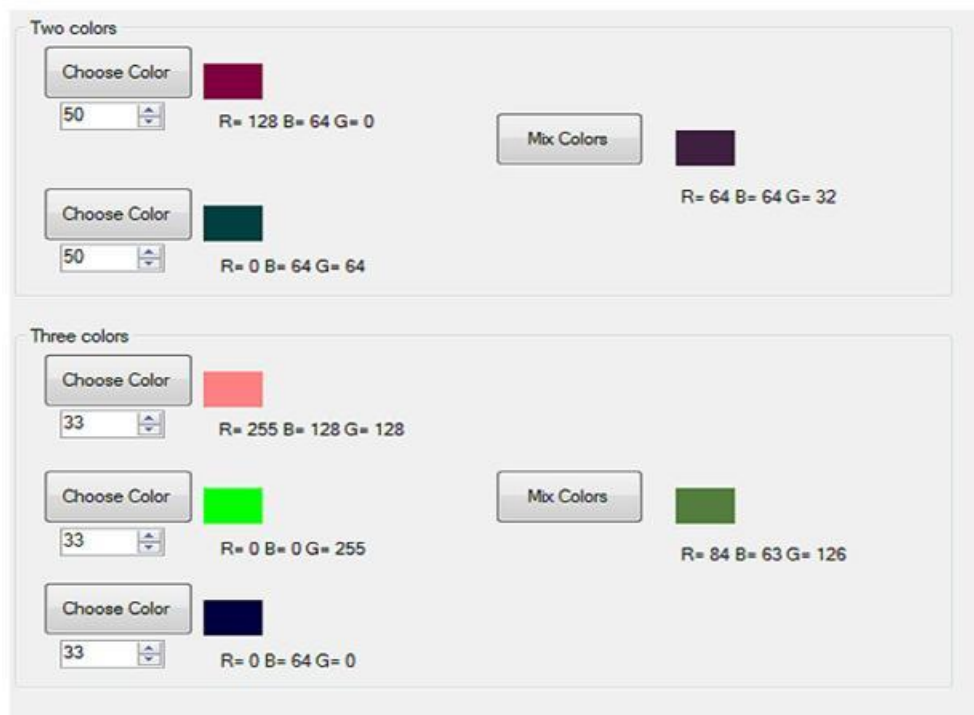 Two colors
Choose Color
50
R= 128 B= 64 G= 0
Mix Colors
R= 64 B= 64 G= 32
Choose Color
50
R= 0 B= 64 G= 64
Three colors
Choose Color
33
R= 255 B= 128 G= 128
Choose Color
33
R= 0 B= 0 G= 255
Mix Colors
R= 84 B= 63 G= 126
Choose Color
33
R= 0 B= 64 G= 0